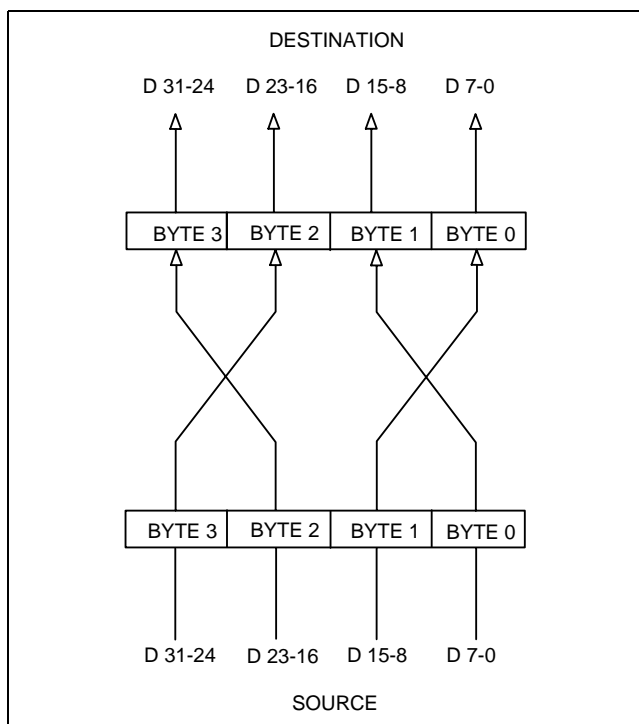 DESTINATION
D 31-24 D 23-16 D 15-8 D 7-0
BYTE 3 BYTE 2 BYTE 1 BYTE 0
BYTE 3 BYTE 2 BYTE 1 BYTE 0
D 31-24 D 23-16 D 15-8 D 7-0
SOURCE